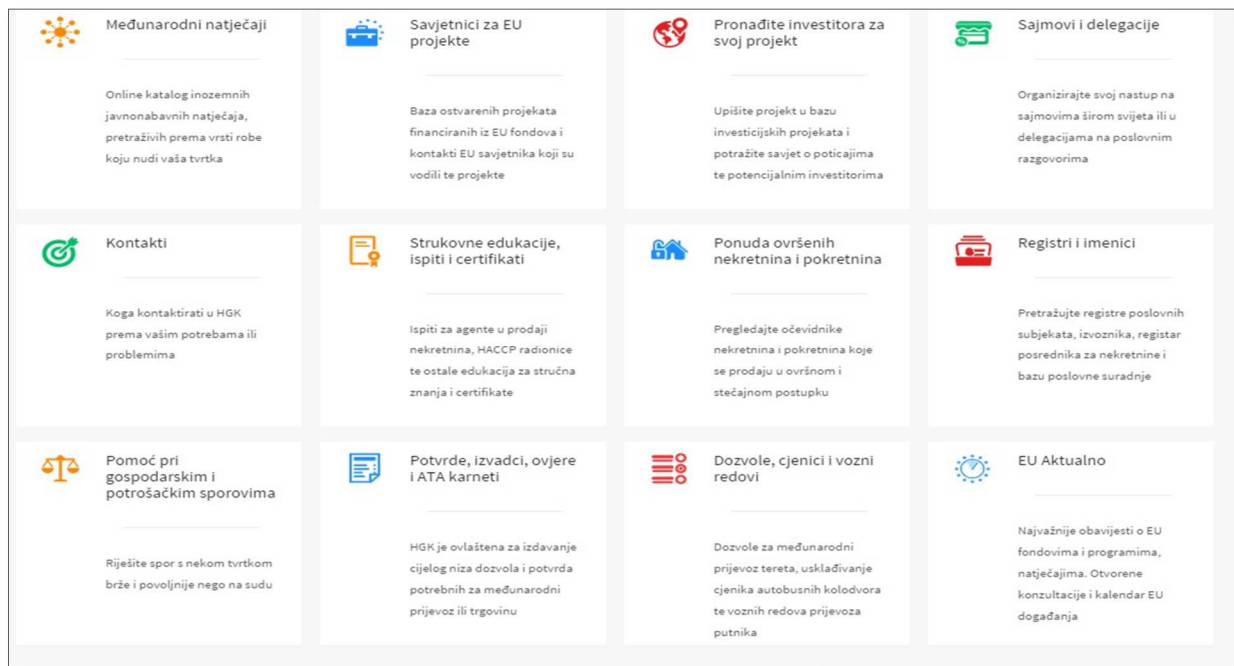 Međunarodni natječaji
Online katalog inozemnih
javnonabavnih natječaja,
pretraživih prema vrsti robe
koju nudi vaša tvrtka
Savjetnici za EU
projekte
Baza ostvarenih projekata
financiranih iz EU fondova i
kontakti EU savjetnika koji su
vodili te projekte
Pronađite investitora za
svoj projekt
Upišite projekt u bazu
investicijskih projekata i
potražite savjet o poticajima
te potencijalnim investitorima
Sajmovi i delegacije
Organizirajte svoj nastup na
sajmovima širom svijeta ili u
delegacijama na poslovnim
razgovorima
Kontakti
Koga kontaktirati u HGK
prema vašim potrebama ili
problemima
Strukovne edukacije,
ispiti i certifikati
Ispiti za agente u prodaji
nekretnina, HACCP radionice
te ostale edukacija za stručna
znanja i certifikate
Ponuda ovršenih
nekretnina i pokretnina
Pregledajte očevidnike
nekretnina i pokretnina koje
se prodaju u ovršnom i
stečajnom postupku
Registri i imenici
Pretražujte registre poslovnih
subjekata, izvoznika, registar
posrednika za nekretnine i
bazu poslovne suradnje
Pomoć pri
gospodarskim i
potrošačkim sporovima
Riješite spor s nekom tvrtkom
brže i povoljnije nego na sudu
Potvrde, izvadci, ovjere
i ATA karneti
HGK je ovlaštena za izdavanje
cijelog niza dozvola i potvrda
potrebnih za međunarodni
prijevoz ili trgovinu
Dozvole, cjenici i vozni
redovi
Dozvole za međunarodni
prijevoz tereta, usklađivanje
cjenika autobusnih kolodvora
te voznih redova prijevoza
putnika
EU Aktualno
Najvažnije obavijesti o EU
fondovima i programima,
natječajima. Otvorene
konzultacije i kalendar EU
događanja